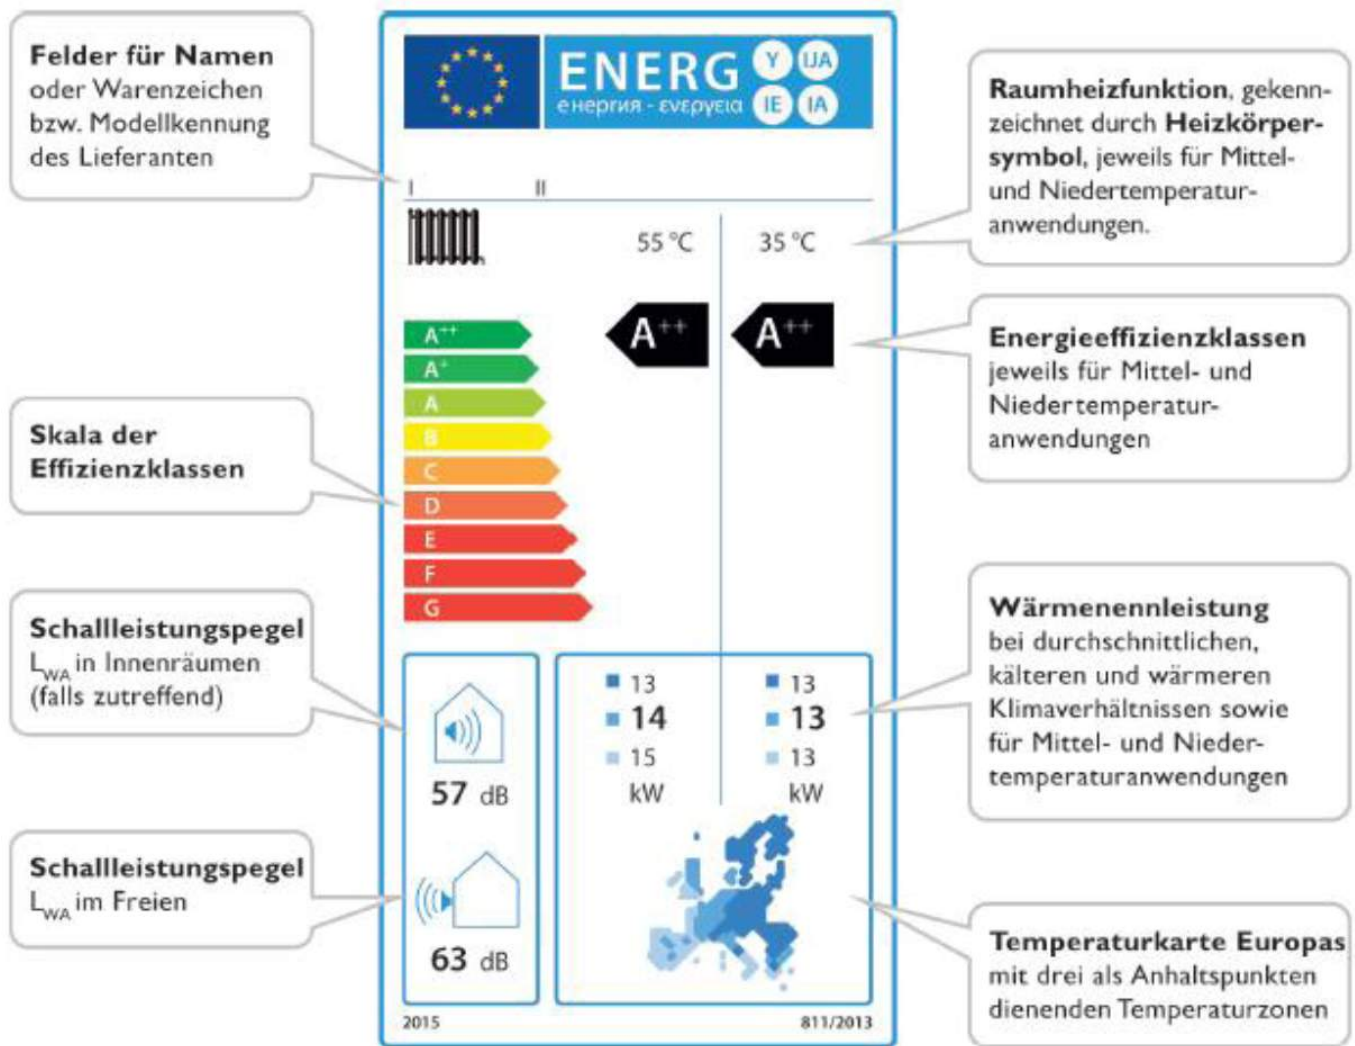 Felder für Namen
oder Warenzeichen
bzw. Modellkennung
des Lieferanten
Skala der
Effizienzklassen
Schallleistungspegel
LWA in Innenräumen
(falls zutreffend)
Schallleistungspegel
LWA im Freien
ENERG
енергия - ενεργεια
Y IJA
IE IA
I II
55 °C 35 °C
A++ A++
A++
A+
A
B
C
D
E
F
G
57 dB
63 dB
13 13
14 13
15 13
kW kW
2015 811/2013
Raumheizfunktion, gekenn-
zeichnet durch Heizkörper-
symbol, jeweils für Mittel-
und Niedertemperatur-
anwendungen.
Energieeffizienzklassen
jeweils für Mittel- und
Niedertemperatur-
anwendungen
Wärmenennleistung
bei durchschnittlichen,
kälteren und wärmeren
Klimaverhältnissen sowie
für Mittel- und Nieder-
temperaturanwendungen
Temperaturkarte Europas
mit drei als Anhaltspunkten
dienenden Temperaturzonen